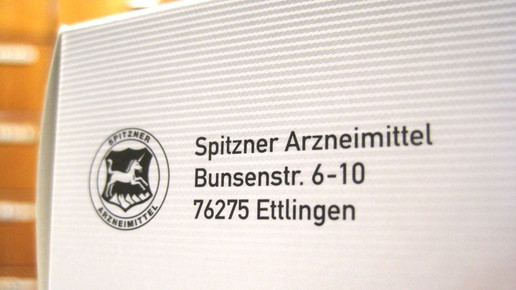 SPITZNER
ARZNEIMITTEL
Spitzner Arzneimittel
Bunsenstr. 6-10
76275 Ettlingen